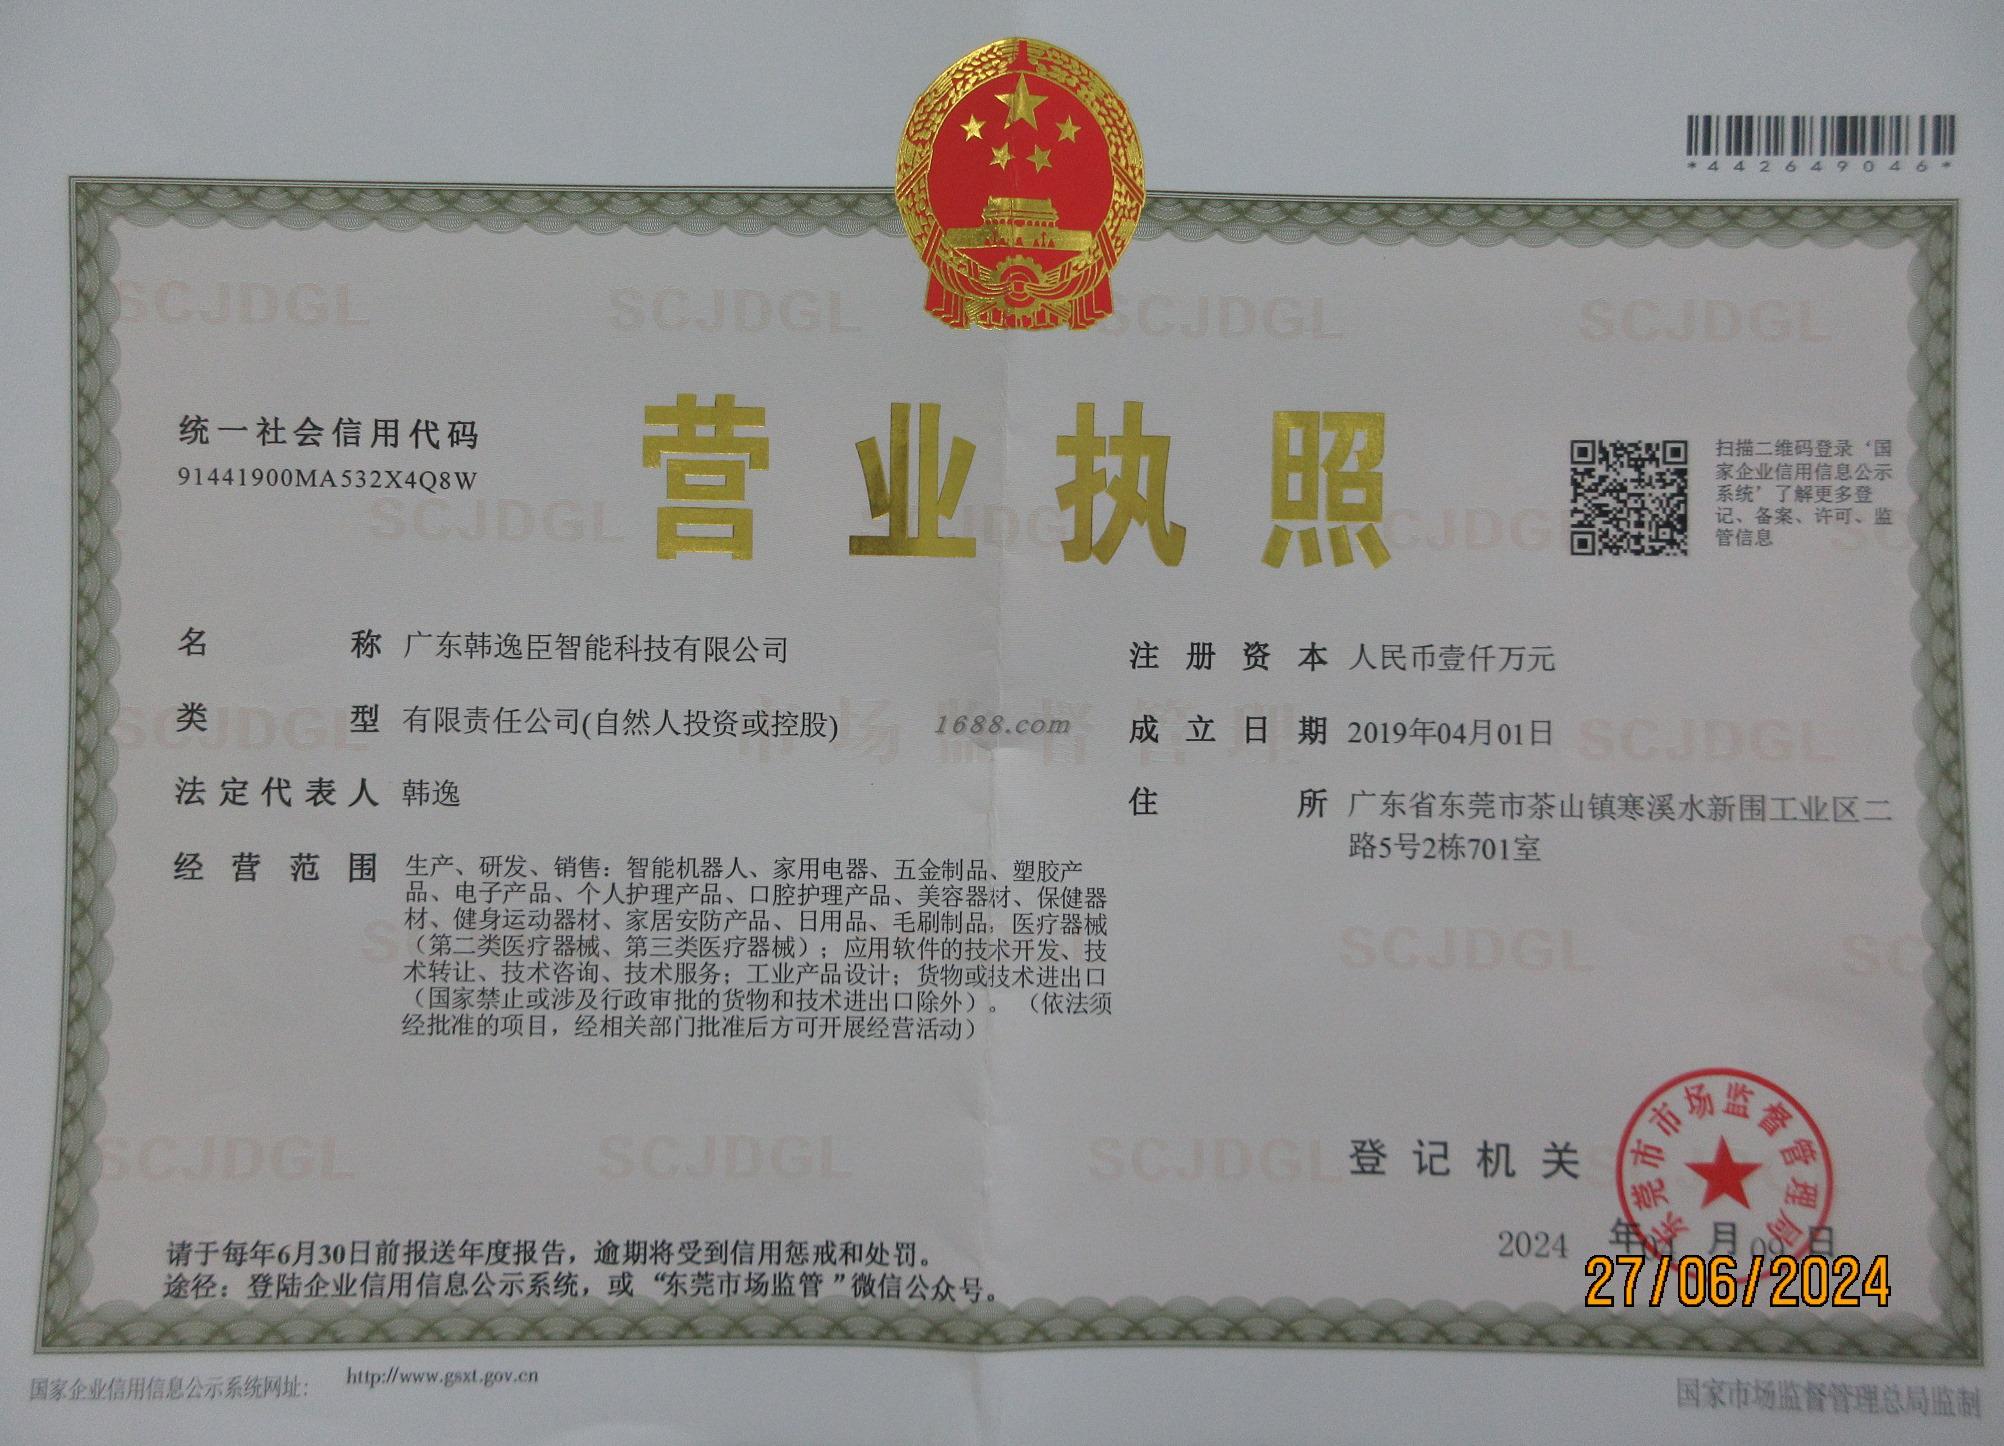 *442649046*
统一社会信用代码
91441900MA532X4Q8W
营业执照
扫描二维码登录‘国
家企业信用信息公示
系统’了解更多登
记、备案、许可、监
管信息
名称 广东韩逸臣智能科技有限公司
类型 有限责任公司(自然人投资或控股)
法定代表人 韩逸
经营范围 生产、研发、销售：智能机器人、家用电器、五金制品、塑胶产
品、电子产品、个人护理产品、口腔护理产品、美容器材、保健器
材、健身运动器材、家居安防产品、日用品、毛刷制品，医疗器械
（第二类医疗器械、第三类医疗器械）；应用软件的技术开发、技
术转让、技术咨询、技术服务；工业产品设计；货物或技术进出口
（国家禁止或涉及行政审批的货物和技术进出口除外）。（依法须
经批准的项目，经相关部门批准后方可开展经营活动）
注册资本 人民币壹仟万元
成立日期 2019年04月01日
住所 广东省东莞市茶山镇寒溪水新围工业区二
路5号2栋701室
1688.com
SCJDGL
市场监督管理
登记机关
东莞市市场监督管理局
2024 年 月 09 日
27/06/2024
请于每年6月30日前报送年度报告，逾期将受到信用惩戒和处罚。
途径：登陆企业信用信息公示系统，或“东莞市场监管”微信公众号。
国家企业信用信息公示系统网址：
http://www.gsxt.gov.cn
国家市场监督管理总局监制